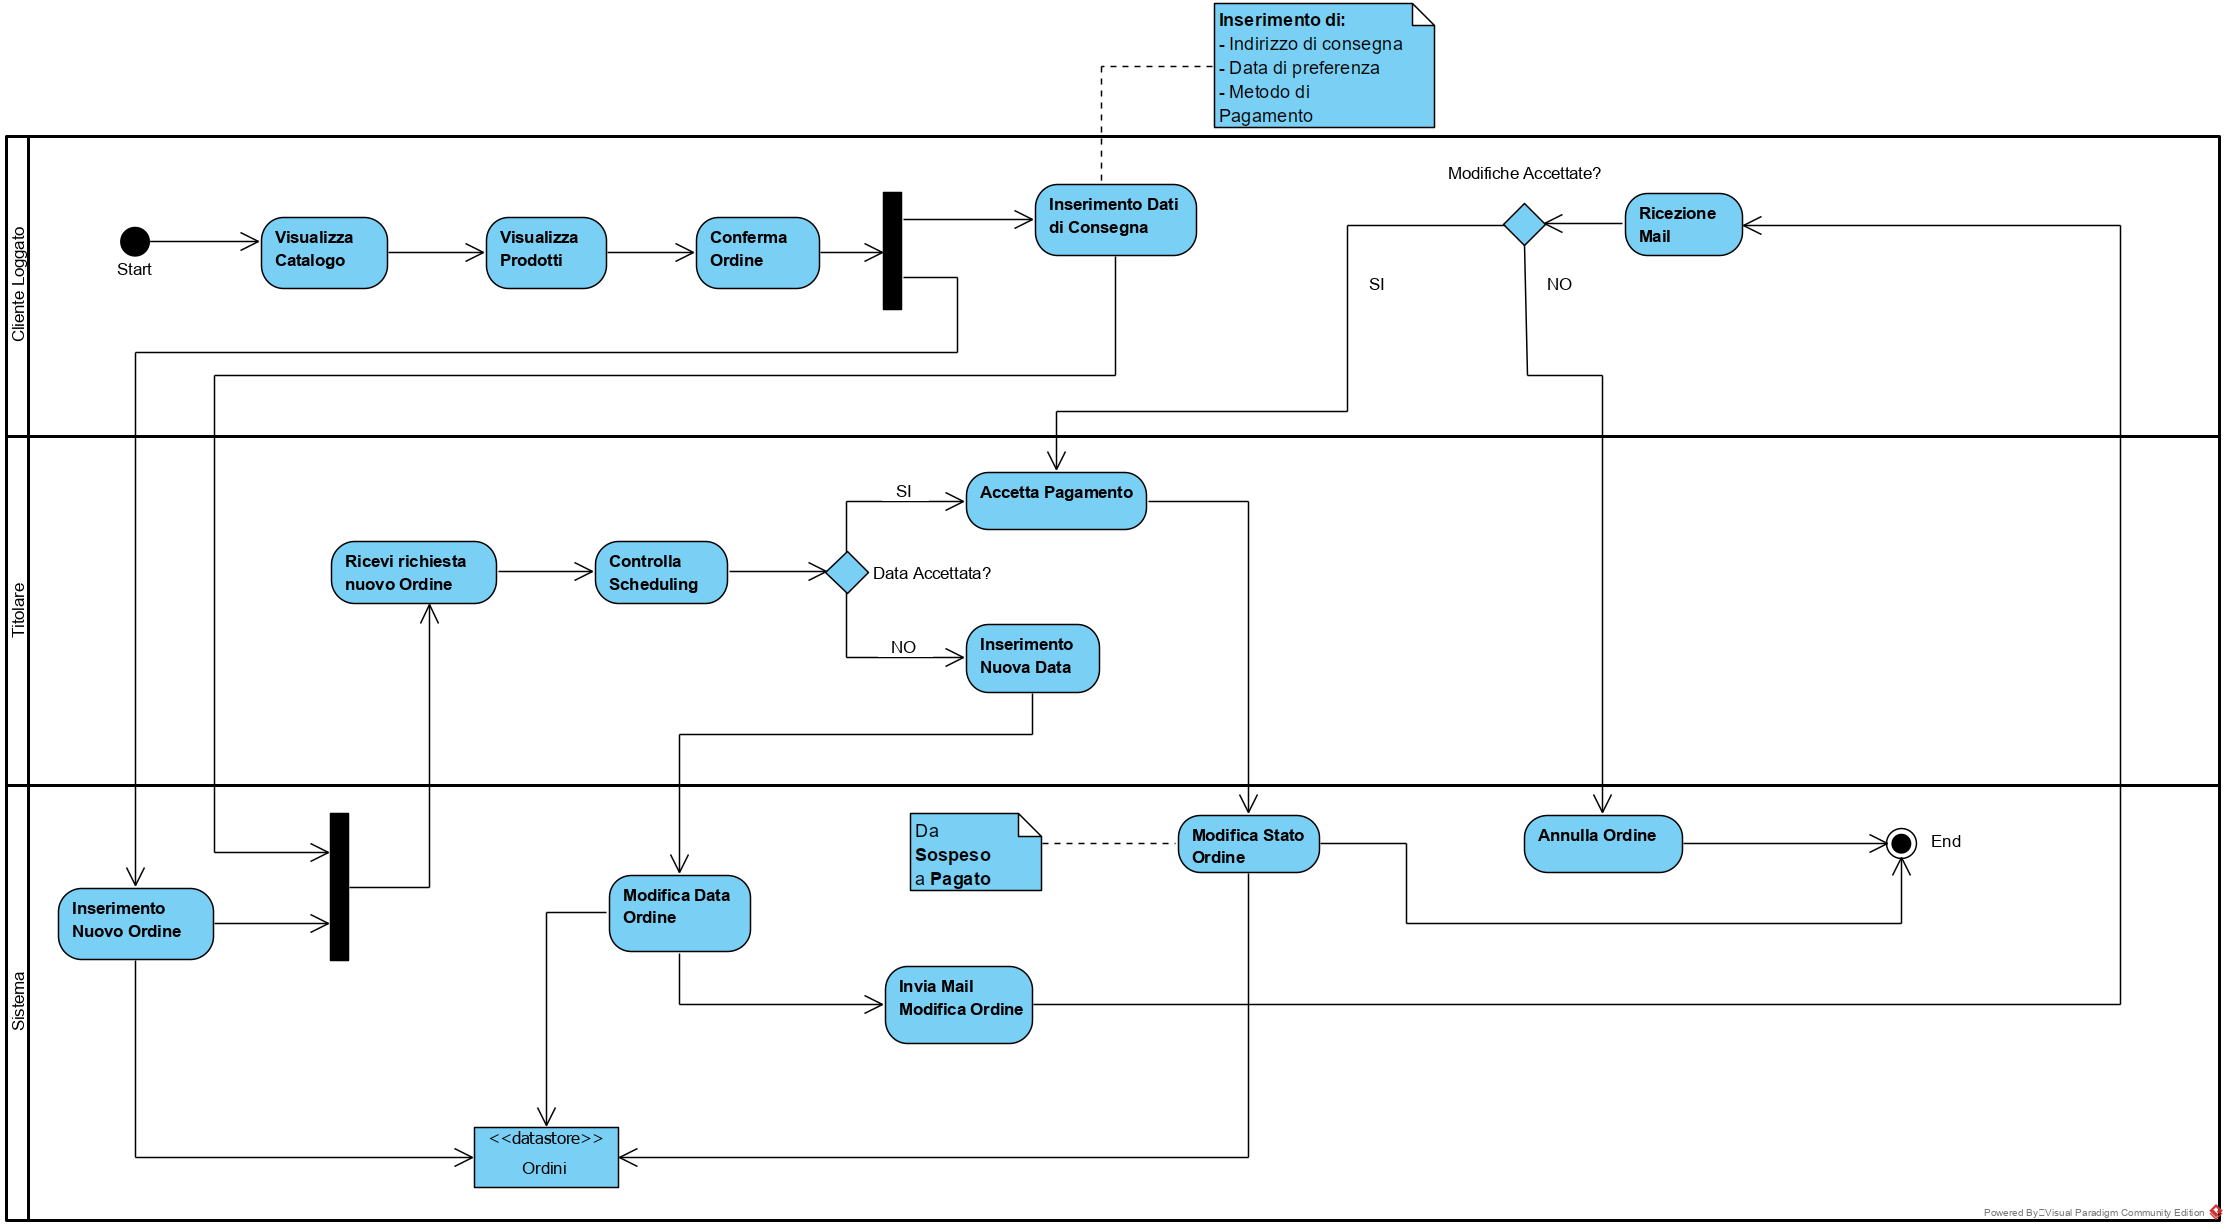 Inserimento di:
- Indirizzo di consegna
- Data di preferenza
- Metodo di
Pagamento
Cliente Loggato
Start
Visualizza
Catalogo
Visualizza
Prodotti
Conferma
Ordine
Inserimento Dati
di Consegna
Modifiche Accettate?
Ricezione
Mail
SI
NO
Titolare
Ricevi richiesta
nuovo Ordine
Controlla
Scheduling
Data Accettata?
SI
NO
Accetta Pagamento
Inserimento
Nuova Data
Sistema
Inserimento
Nuovo Ordine
Modifica Data
Ordine
Da
Sospeso
a Pagato
Modifica Stato
Ordine
Annulla Ordine
End
Invia Mail
Modifica Ordine
<<datastore>>
Ordini
Powered By Visual Paradigm Community Edition